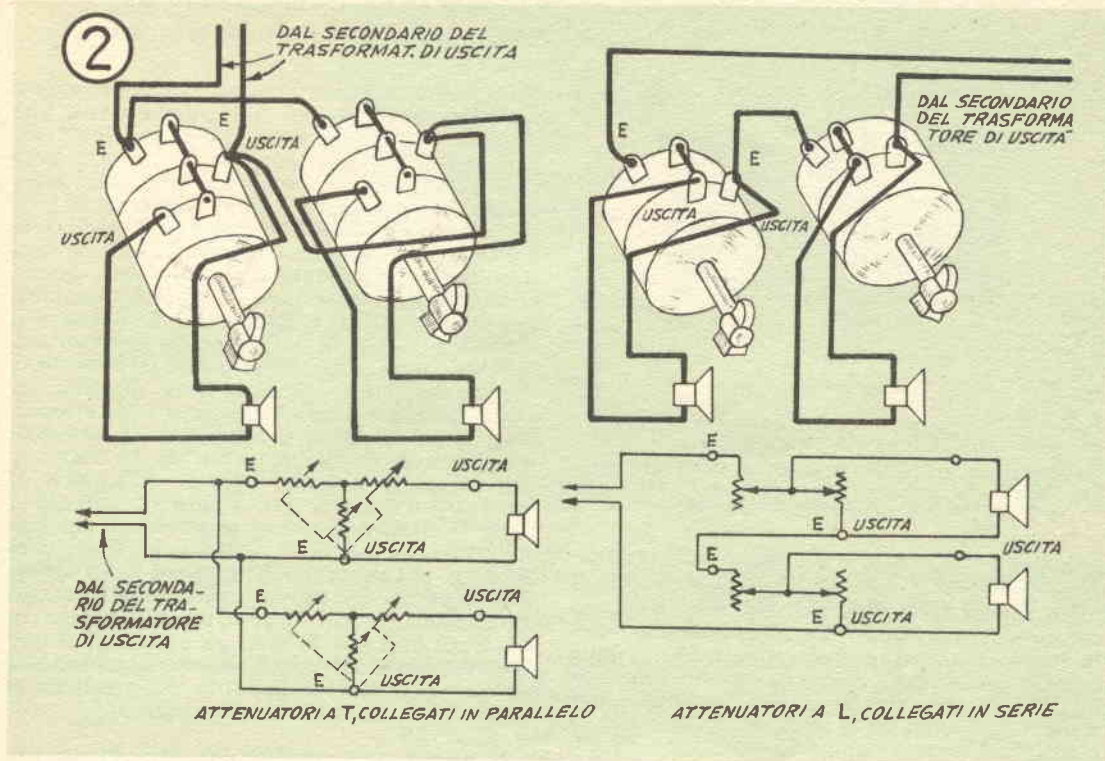 2
DAL SECONDARIO DEL
TRASFORMAT. DI USCITA
E
E
USCITA
USCITA
DAL SECONDARIO
DEL TRASFORMA
TORE DI USCITA
E
E
USCITA
USCITA
E
USCITA
E
USCITA
DAL SECONDA_
RIO DEL TRA_
SFORMATORE
DI USCITA
E
USCITA
E
USCITA
ATTENUATORI A T, COLLEGATI IN PARALLELO
E
E
USCITA
E
USCITA
E
USCITA
ATTENUATORI A L, COLLEGATI IN SERIE